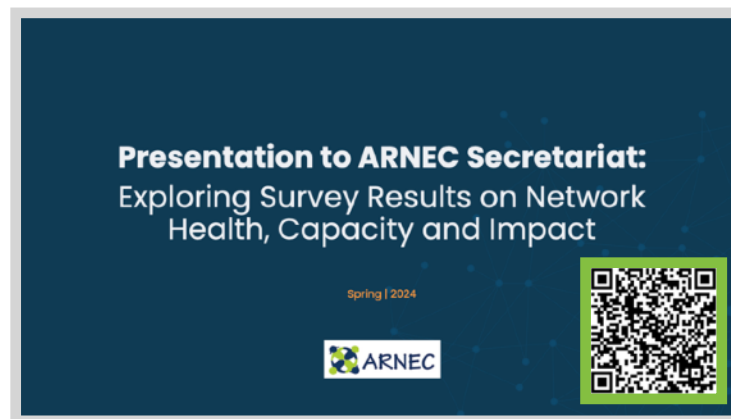 Presentation to ARNEC Secretariat:
Exploring Survey Results on Network
Health, Capacity and Impact
Spring | 2024
ARNEC